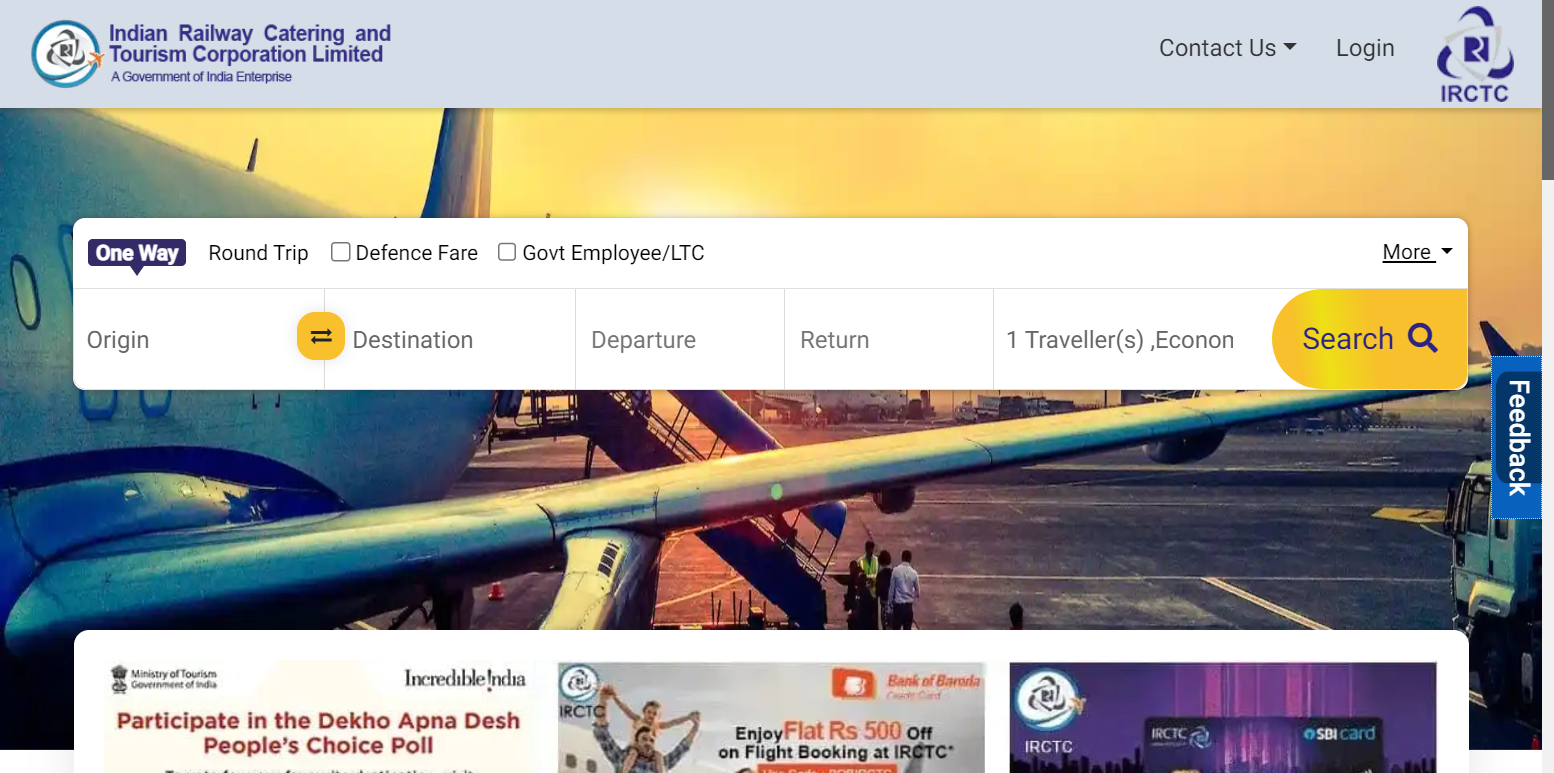 Indian Railway Catering and
Tourism Corporation Limited
A Government of India Enterprise
Contact Us
Login
IRCTC
One Way
Round Trip
Defence Fare
Govt Employee/LTC
More
Origin
Destination
Departure
Return
1 Traveller(s) ,Econon
Search
Feedback
Ministry of Tourism
Government of India
Incredible!ndia
Participate in the Dekho Apna Desh
People's Choice Poll
IRCTC
Bank of Baroda
Credit Card
Enjoy Flat Rs 500 Off
on Flight Booking at IRCTC*
IRCTC
IRCTC
SBI card